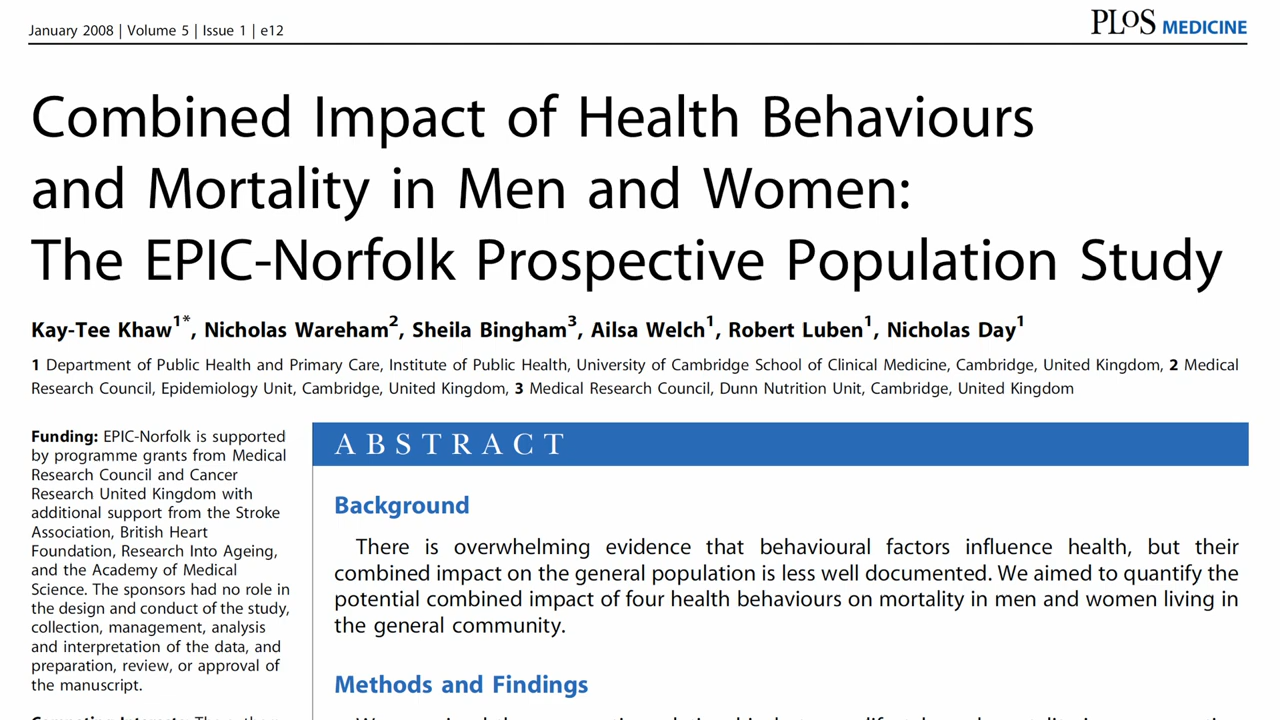 January 2008 | Volume 5 | Issue 1 | e12
PLoS MEDICINE
Combined Impact of Health Behaviours
and Mortality in Men and Women:
The EPIC-Norfolk Prospective Population Study
Kay-Tee Khaw1*, Nicholas Wareham2, Sheila Bingham3, Ailsa Welch1, Robert Luben1, Nicholas Day1
1 Department of Public Health and Primary Care, Institute of Public Health, University of Cambridge School of Clinical Medicine, Cambridge, United Kingdom, 2 Medical
Research Council, Epidemiology Unit, Cambridge, United Kingdom, 3 Medical Research Council, Dunn Nutrition Unit, Cambridge, United Kingdom
Funding: EPIC-Norfolk is supported
by programme grants from Medical
Research Council and Cancer
Research United Kingdom with
additional support from the Stroke
Association, British Heart
Foundation, Research Into Ageing,
and the Academy of Medical
Science. The sponsors had no role in
the design and conduct of the study,
collection, management, analysis
and interpretation of the data, and
preparation, review, or approval of
the manuscript.
ABSTRACT
Background
There is overwhelming evidence that behavioural factors influence health, but their
combined impact on the general population is less well documented. We aimed to quantify the
potential combined impact of four health behaviours on mortality in men and women living in
the general community.
Methods and Findings